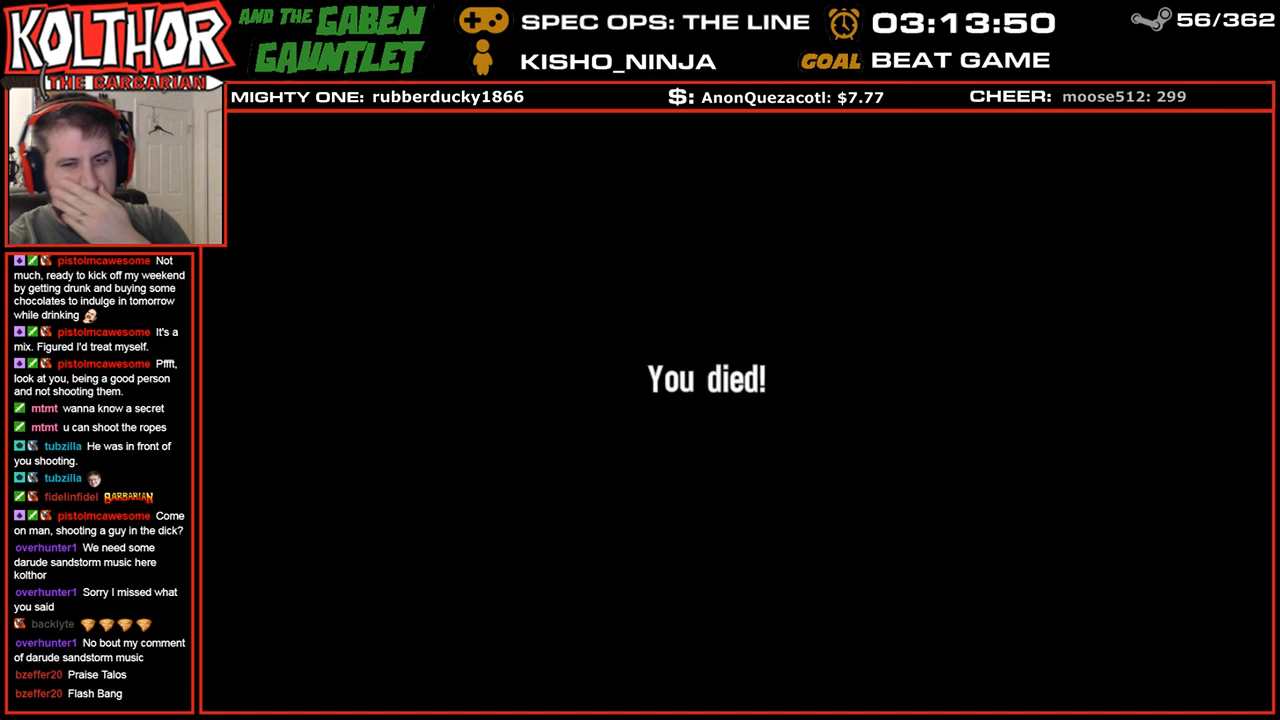 KOLTHOR
THE BARBARIAN
AND THE GABEN
GAUNTLET
SPEC OPS: THE LINE
KISHO_NINJA
03:13:50
GOAL BEAT GAME
56/362
MIGHTY ONE: rubberducky1866
$: AnonQuezacotl: $7.77
CHEER: moose512: 299
pistolmcawesome Not
much, ready to kick off my weekend
by getting drunk and buying some
chocolates to indulge in tomorrow
while drinking
pistolmcawesome It's a
mix. Figured I'd treat myself.
pistolmcawesome Pffft,
look at you, being a good person
and not shooting them.
mtmt wanna know a secret
mtmt u can shoot the ropes
tubzilla He was in front of
you shooting.
tubzilla
fidelinfidel BARBARIAN
pistolmcawesome Come
on man, shooting a guy in the dick?
overhunter1 We need some
darude sandstorm music here
kolthor
overhunter1 Sorry I missed what
you said
backlyte
overhunter1 No bout my comment
of darude sandstorm music
bzeffer20 Praise Talos
bzeffer20 Flash Bang
You died!